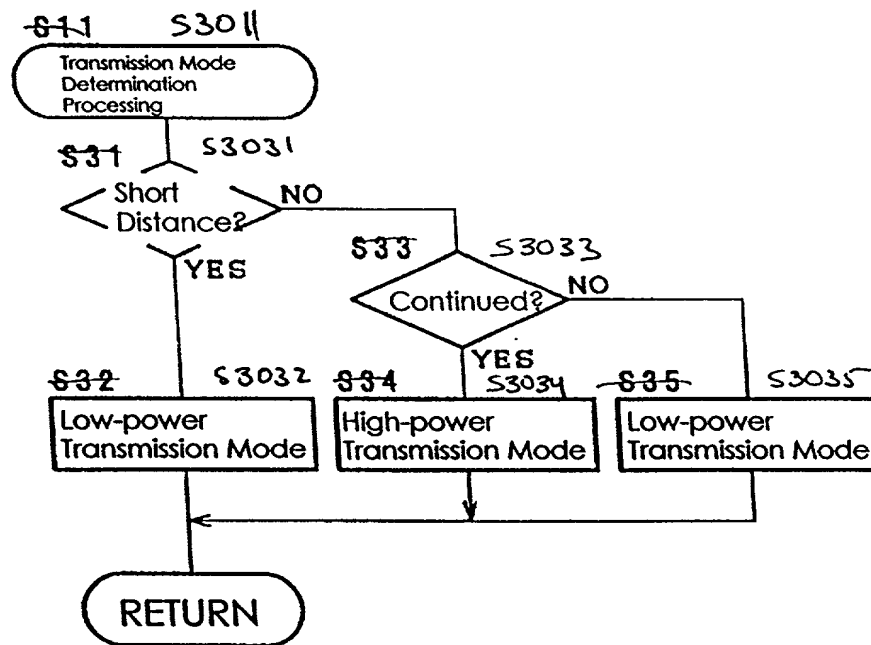 S11 S3011
Transmission Mode
Determination
Processing
S31 S3031
Short
Distance?
NO
YES
S33 S3033
Continued?
NO
YES
S32 S3032
Low-power
Transmission Mode
S34 S3034
High-power
Transmission Mode
S35 S3035
Low-power
Transmission Mode
RETURN